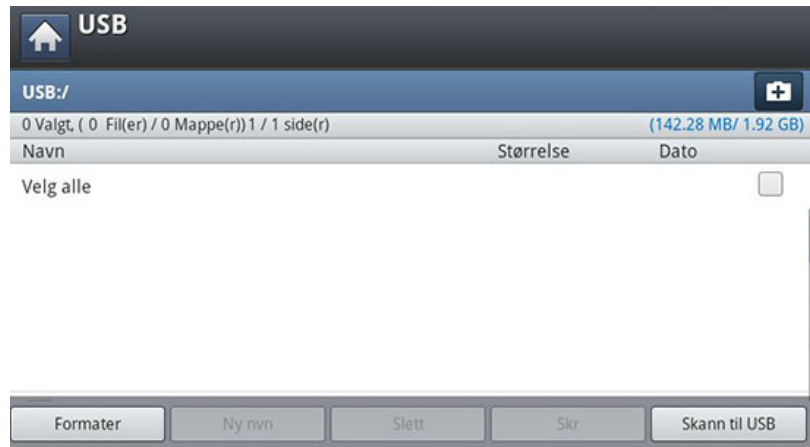 USB
USB:/
0 Valgt, ( 0 Fil(er) / 0 Mappe(r)) 1 / 1 side(r) (142.28 MB/ 1.92 GB)
Navn Størrelse Dato
Velg alle
Formater Ny nvn Slett Skr Skann til USB